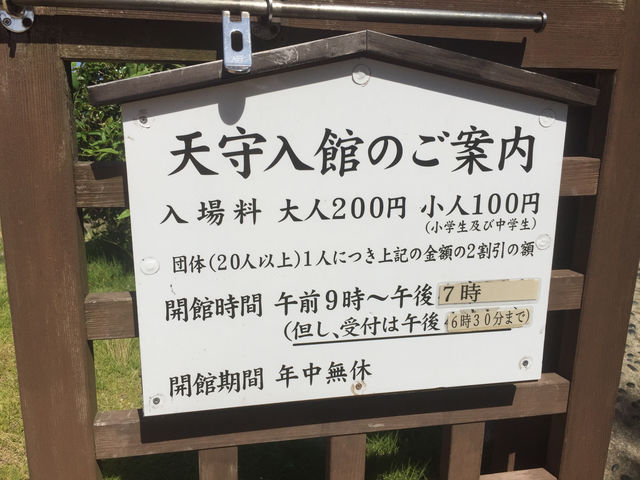 天守入館のご案内
入場料 大人200円 小人100円
(小学生及び中学生)
団体(20人以上)1人につき上記の金額の2割引の額
開館時間 午前9時～午後7時
(但し、受付は午後6時30分まで)
開館期間 年中無休